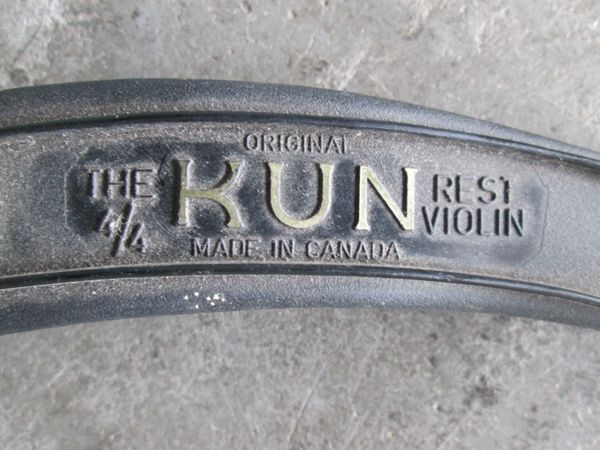 ORIGINAL
THE KUN REST
4/4 VIOLIN
MADE IN CANADA